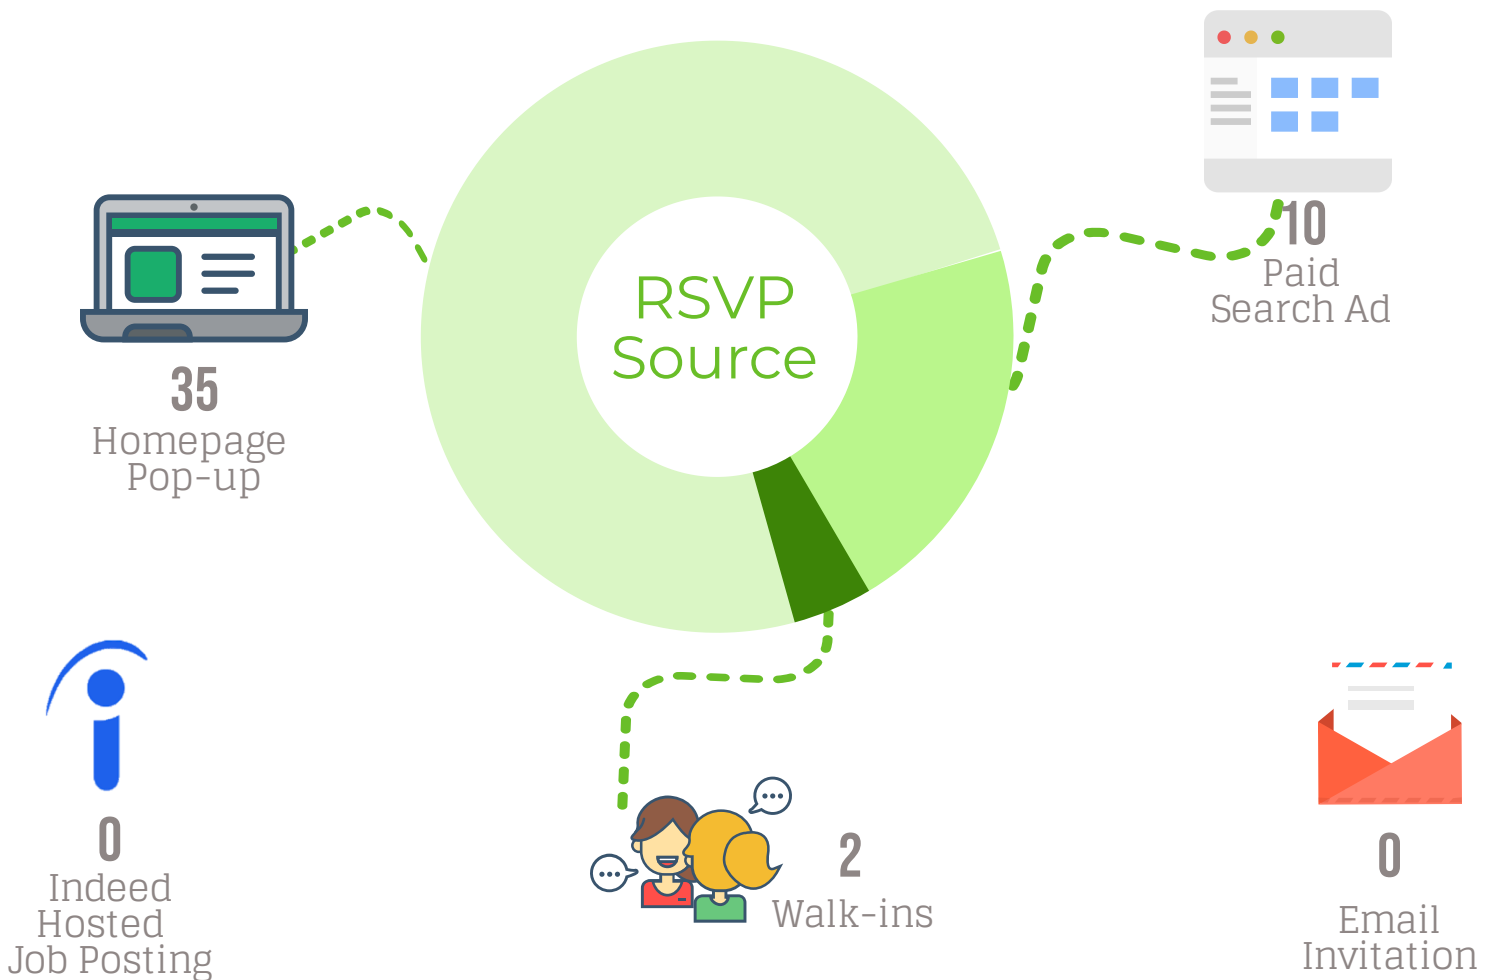 RSVP
Source
10
Paid
Search Ad
35
Homepage
Pop-up
0
Indeed
Hosted
Job Posting
2
Walk-ins
0
Email
Invitation